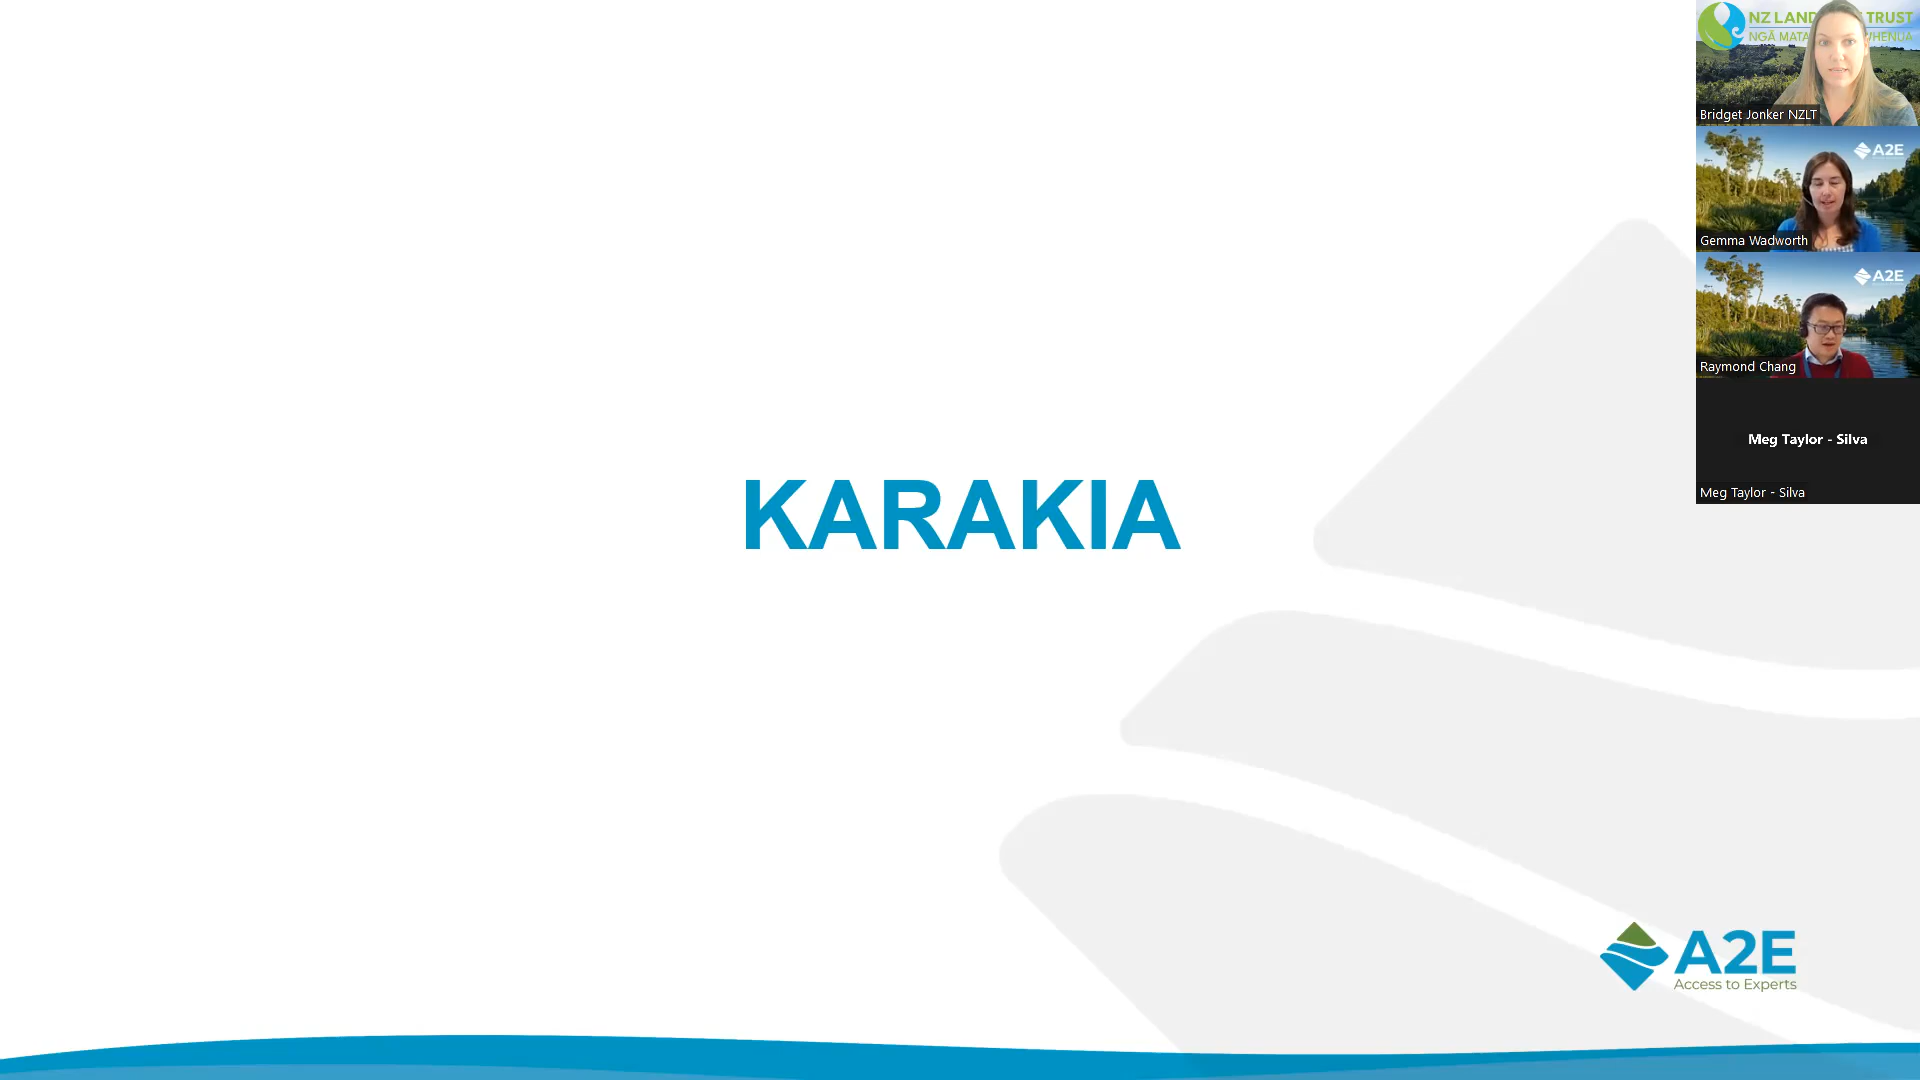 KARAKIA
A2E
Access to Experts
NZ LAND TRUST
NGĀ MATA WHENUA
Bridget Jonker NZLT
A2E
Gemma Wadworth
A2E
Raymond Chang
Meg Taylor - Silva
Meg Taylor - Silva